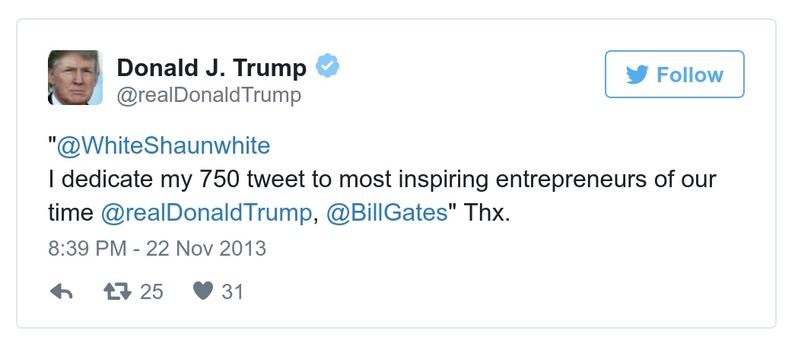 Donald J. Trump
@realDonaldTrump
Follow
"@WhiteShaunwhite
I dedicate my 750 tweet to most inspiring entrepreneurs of our
time @realDonaldTrump, @BillGates" Thx.
8:39 PM - 22 Nov 2013
25 31